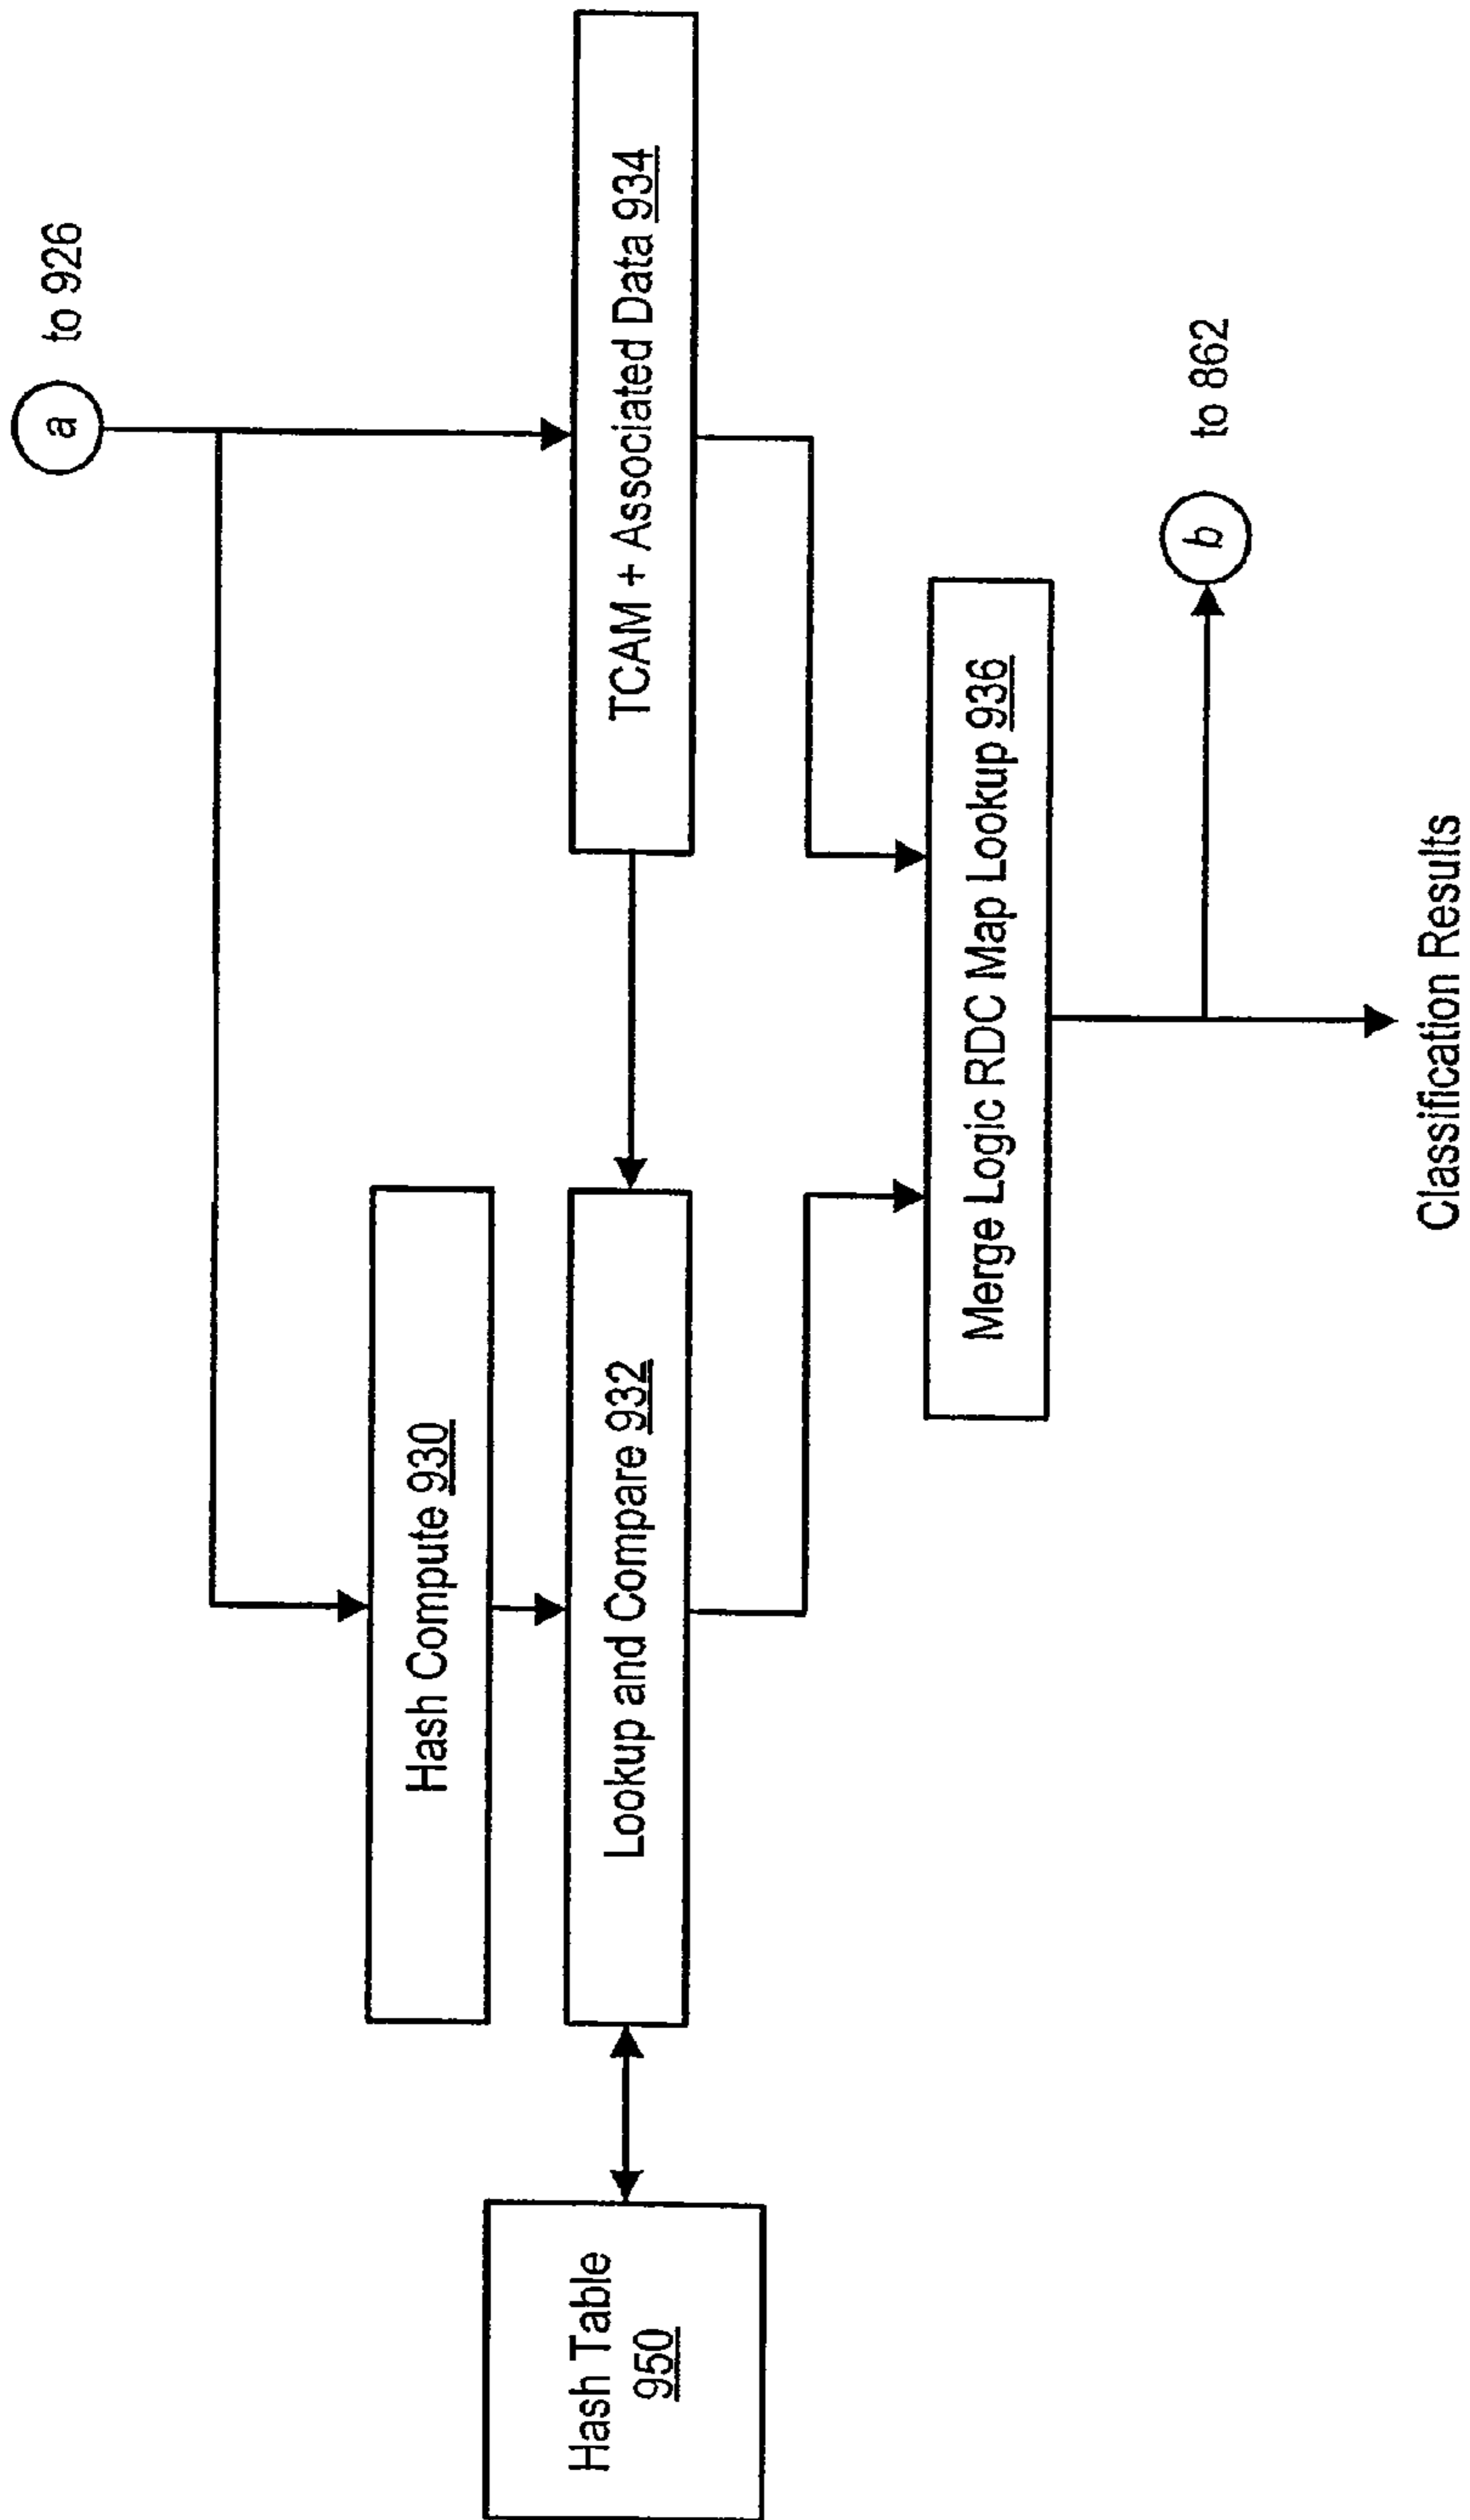 a to 926
Hash Compute 930
Hash Table
950
Lookup and Compare 932
TCAM + Associated Data 934
Merge Logic RDC Map Lookup 936
b to 862
Classification Results